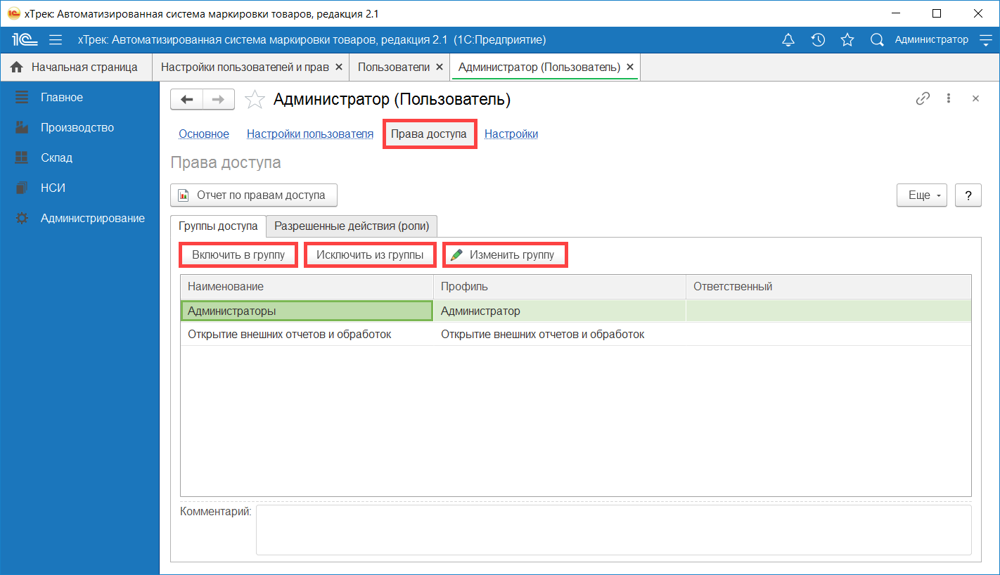 хТрек: Автоматизированная система маркировки товаров, редакция 2.1
1С хТрек: Автоматизированная система маркировки товаров, редакция 2.1 (1С:Предприятие) Администратор
Начальная страница Настройки пользователей и прав Пользователи Администратор (Пользователь)
Главное
Производство
Склад
НСИ
Администрирование
Администратор (Пользователь)
Основное Настройки пользователя Права доступа Настройки
Права доступа
Отчет по правам доступа Еще ?
Группы доступа Разрешенные действия (роли)
Включить в группу Исключить из группы Изменить группу
Наименование Профиль Ответственный
Администраторы Администратор
Открытие внешних отчетов и обработок Открытие внешних отчетов и обработок
Комментарий: